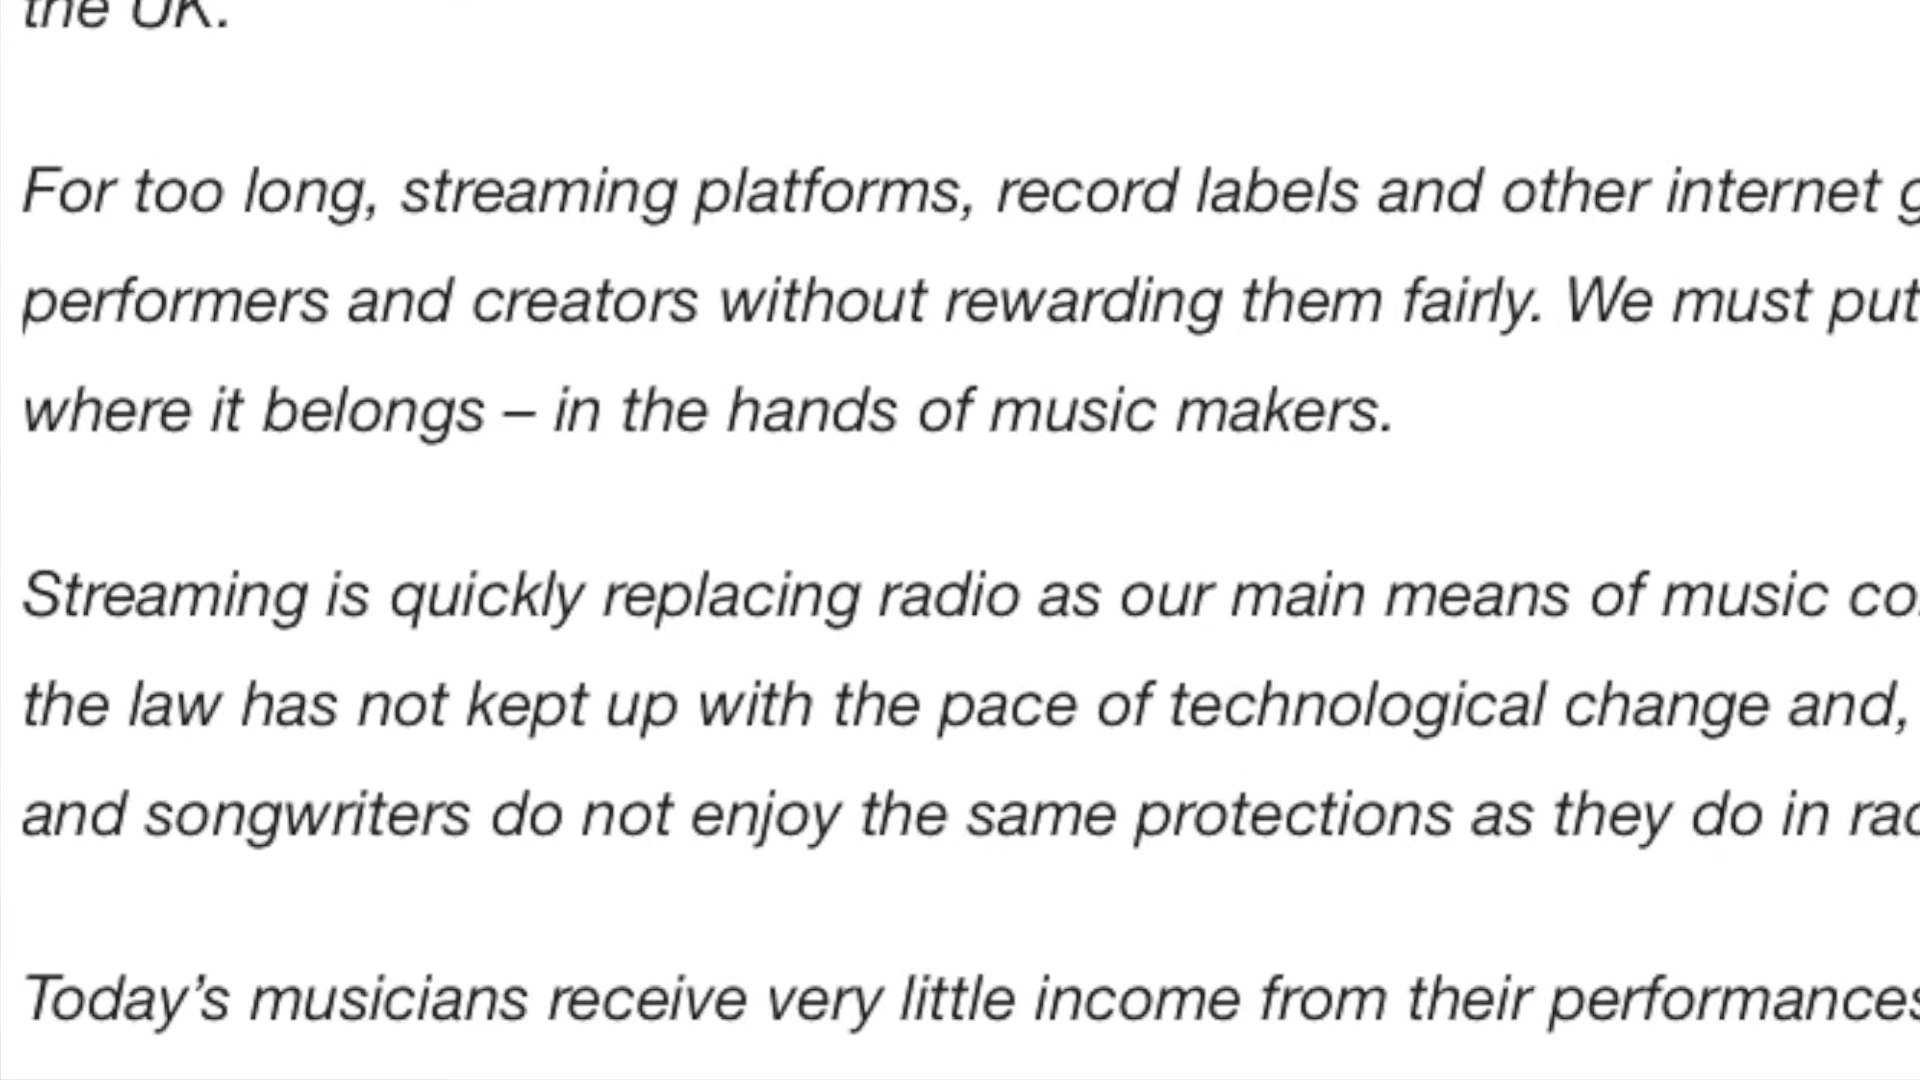 the UK.
For too long, streaming platforms, record labels and other internet
performers and creators without rewarding them fairly. We must put
where it belongs – in the hands of music makers.
Streaming is quickly replacing radio as our main means of music
the law has not kept up with the pace of technological change and,
and songwriters do not enjoy the same protections as they do in
Today’s musicians receive very little income from their performances